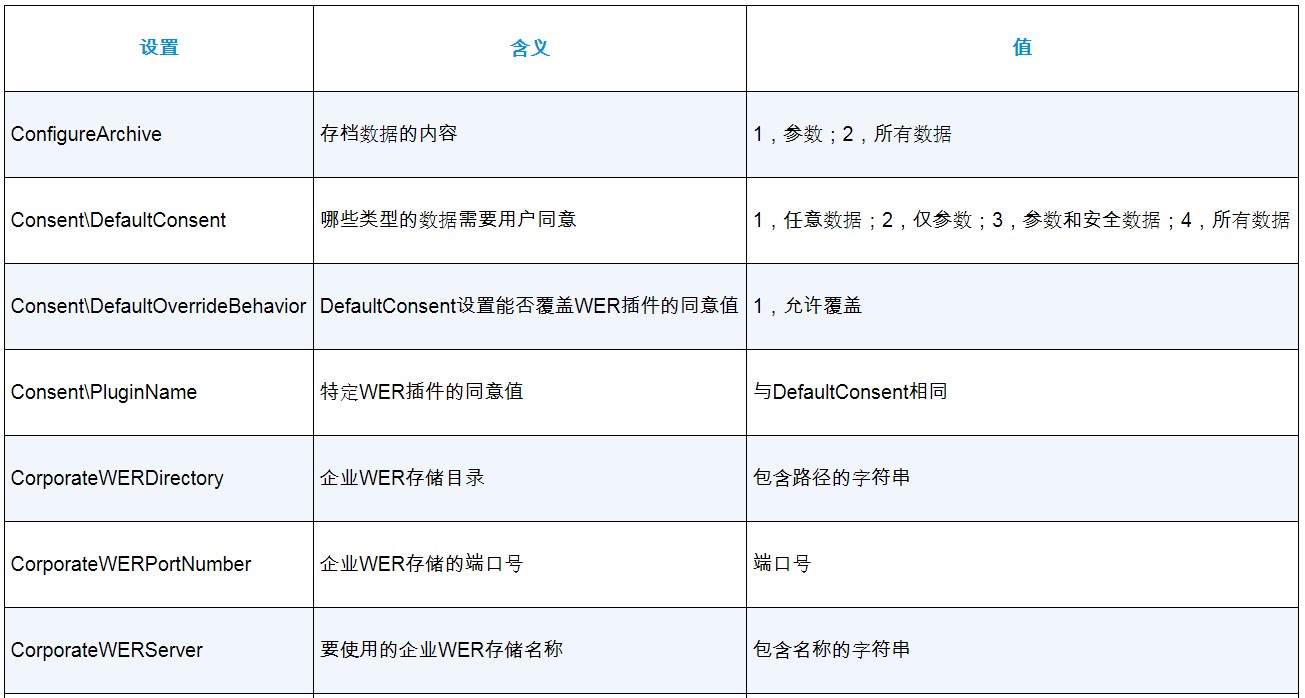 设置 含义 值
ConfigureArchive 存档数据的内容 1，参数；2，所有数据
Consent\DefaultConsent 哪些类型的数据需要用户同意 1，任意数据；2，仅参数；3，参数和安全数据；4，所有数据
Consent\DefaultOverrideBehavior DefaultConsent设置能否覆盖WER插件的同意值 1，允许覆盖
Consent\PluginName 特定WER插件的同意值 与DefaultConsent相同
CorporateWERDirectory 企业WER存储目录 包含路径的字符串
CorporateWERPortNumber 企业WER存储的端口号 端口号
CorporateWERServer 要使用的企业WER存储名称 包含名称的字符串